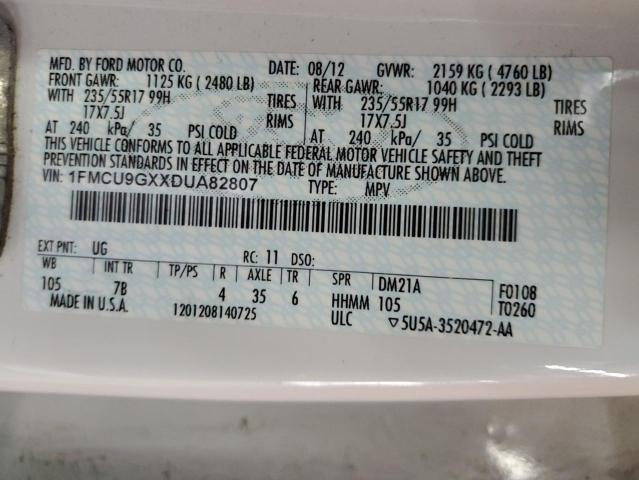 MFD. BY FORD MOTOR CO. DATE: 08/12 GVWR: 2159 KG (4760 LB)
FRONT GAWR: 1125 KG (2480 LB) REAR GAWR: 1040 KG (2293 LB)
WITH 235/55R17 99H TIRES WITH 235/55R17 99H TIRES
17X7.5J RIMS 17X7.5J RIMS
AT 240 kPa/ 35 PSI COLD AT 240 kPa/ 35 PSI COLD
THIS VEHICLE CONFORMS TO ALL APPLICABLE FEDERAL MOTOR VEHICLE SAFETY AND THEFT
PREVENTION STANDARDS IN EFFECT ON THE DATE OF MANUFACTURE SHOWN ABOVE.
VIN: 1FMCU9GXXDUA82807 TYPE: MPV
EXT PNT: UG RC: 11 DSO:
WB INT TR TP/PS R AXLE TR SPR DM21A F0108
105 7B 4 35 6 HHMM 105 T0260
MADE IN U.S.A. 1201208140725 ULC ▽5U5A-3520472-AA